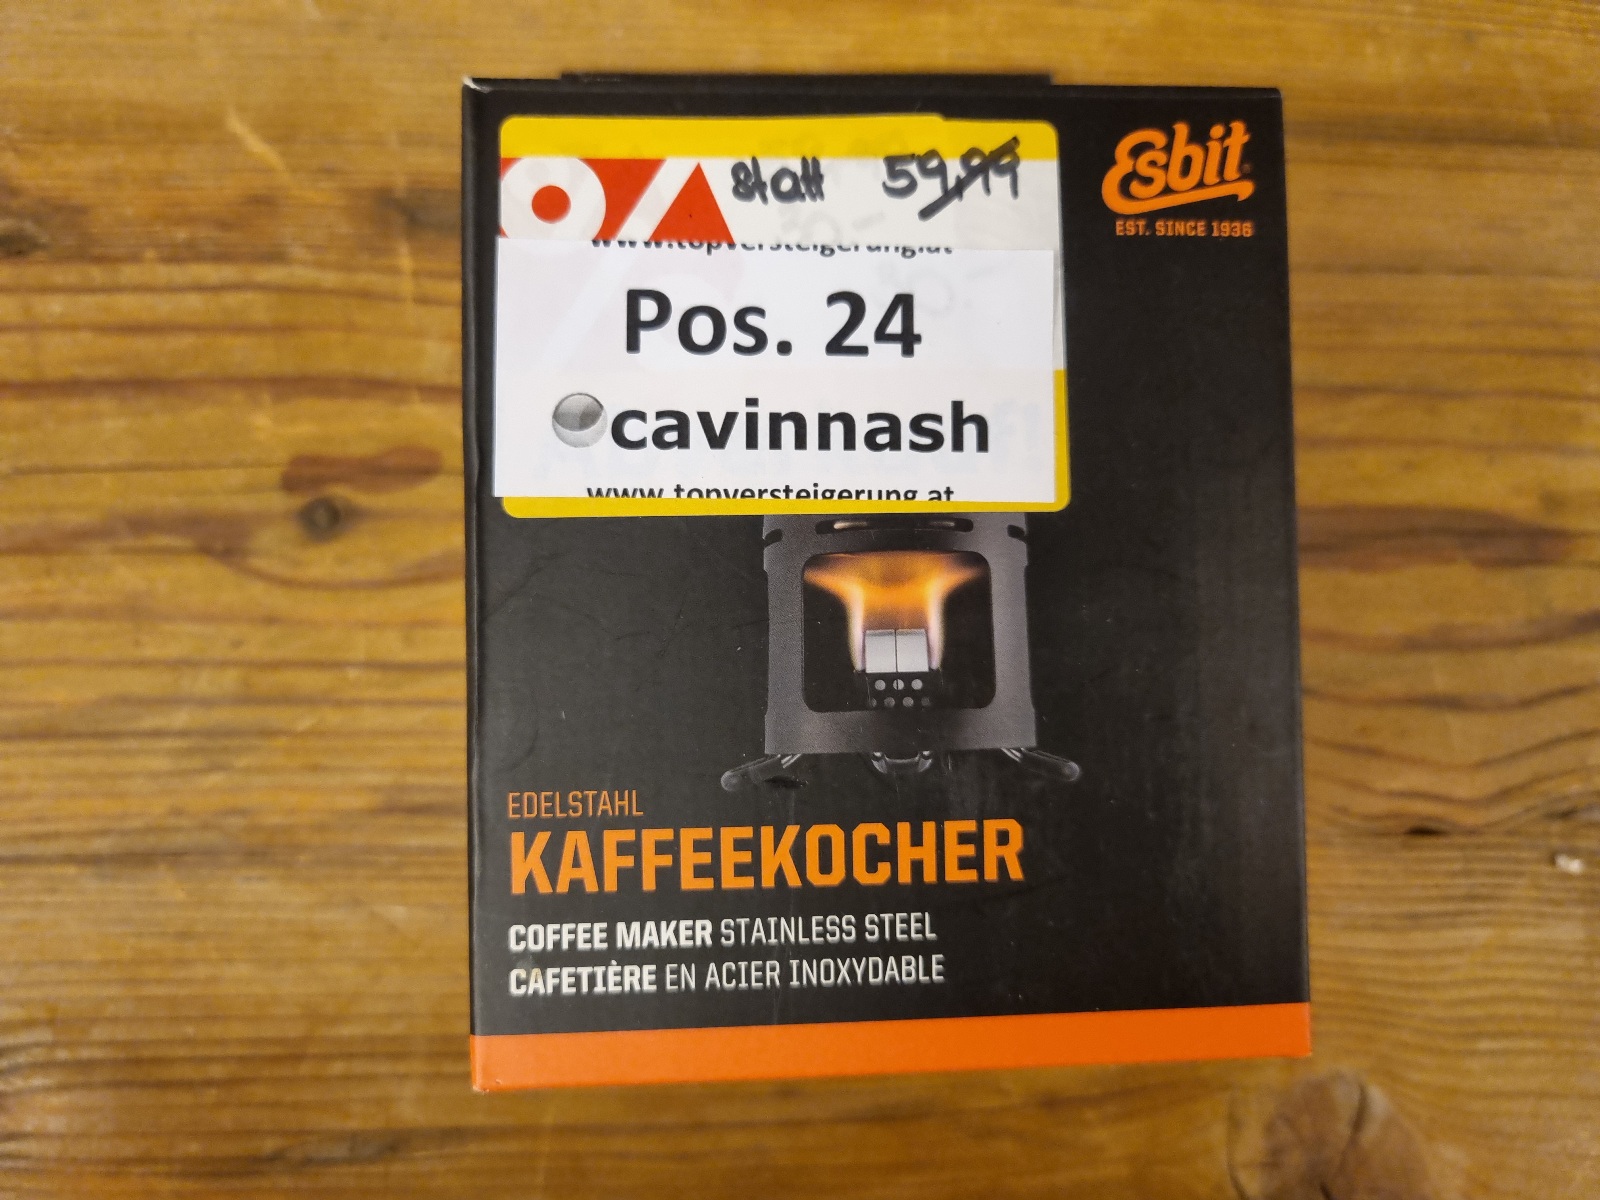 statt 59,99
www.topversteigerung.at
Pos. 24
cavinnash
www.topversteigerung.at
Esbit
EST. SINCE 1936
EDELSTAHL
KAFFEEKOCHER
COFFEE MAKER STAINLESS STEEL
CAFETIÈRE EN ACIER INOXYDABLE